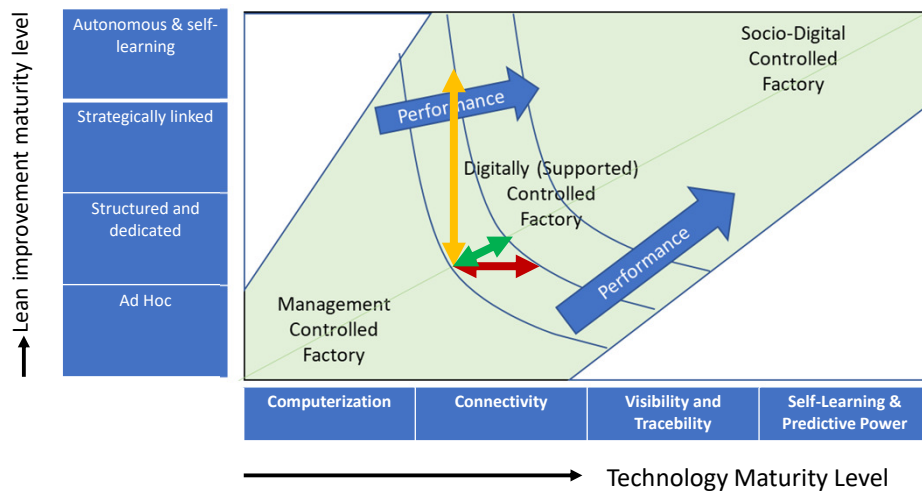 Lean improvement maturity level
Autonomous & self-
learning
Strategically linked
Structured and
dedicated
Ad Hoc
Socio-Digital
Controlled
Factory
Performance
Digitally (Supported)
Controlled
Factory
Performance
Management
Controlled
Factory
Computerization
Connectivity
Visibility and
Tracebility
Self-Learning &
Predictive Power
Technology Maturity Level